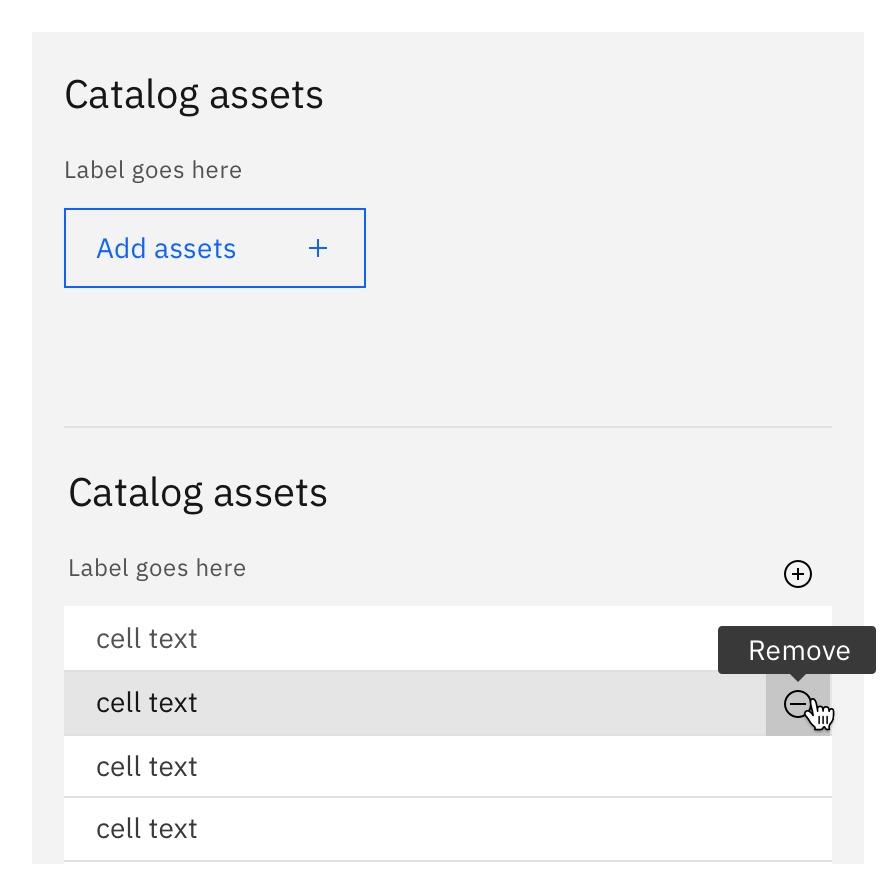 Catalog assets
Label goes here
Add assets
Catalog assets
Label goes here
cell text
Remove
cell text
cell text
cell text